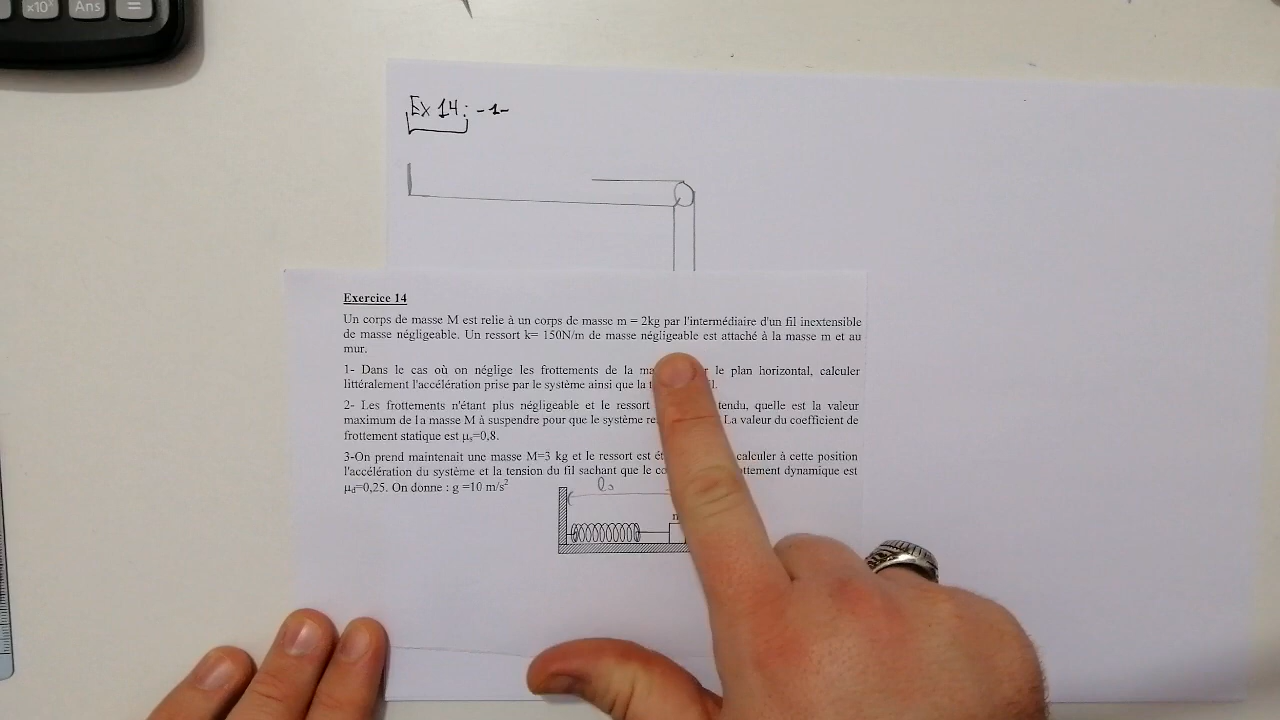 x10ˣ Ans =
Ex 14: -1-
Exercice 14
Un corps de masse M est relie à un corps de masse m = 2kg par l'intermédiaire d'un fil inextensible
de masse négligeable. Un ressort k= 150N/m de masse négligeable est attaché à la masse m et au
mur.
1- Dans le cas où on néglige les frottements de la le plan horizontal, calculer
littéralement l'accélération prise par le système ainsi que la
2- Les frottements n'étant plus négligeable et le ressort tendu, quelle est la valeur
maximum de la masse M à suspendre pour que le système La valeur du coefficient de
frottement statique est μs=0,8.
3-On prend maintenait une masse M=3 kg et le ressort est calculer à cette position
l'accélération du système et la tension du fil sachant que le dynamique est
μd=0,25. On donne : g =10 m/s²
l₀